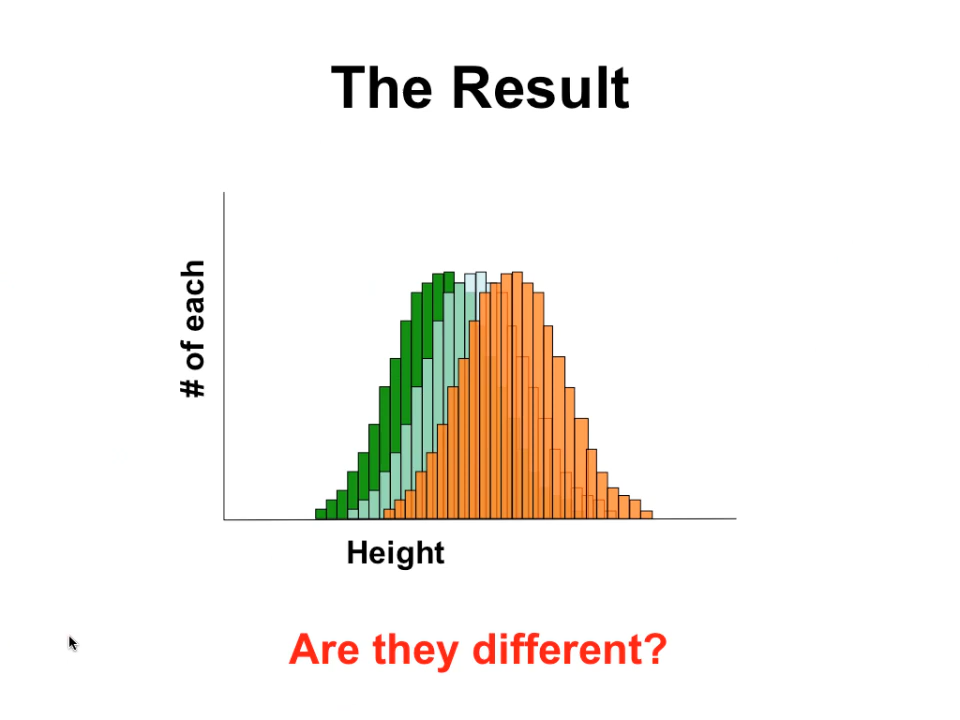 The Result
# of each
Height
Are they different?